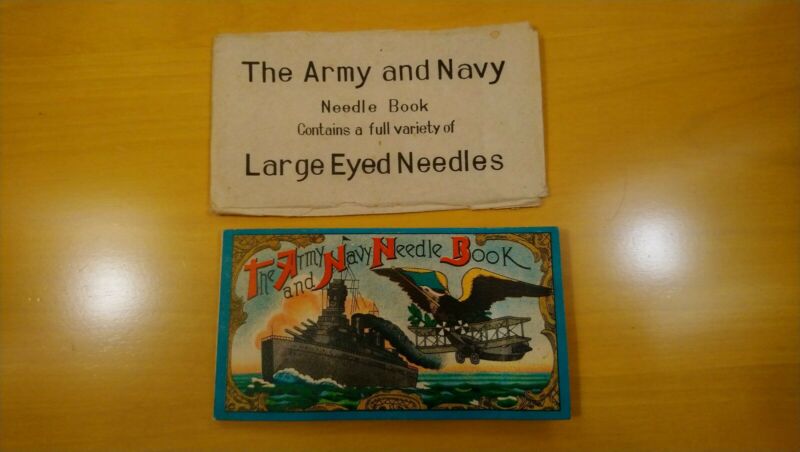 The Army and Navy
Needle Book
Contains a full variety of
Large Eyed Needles
The Army and Navy Needle Book